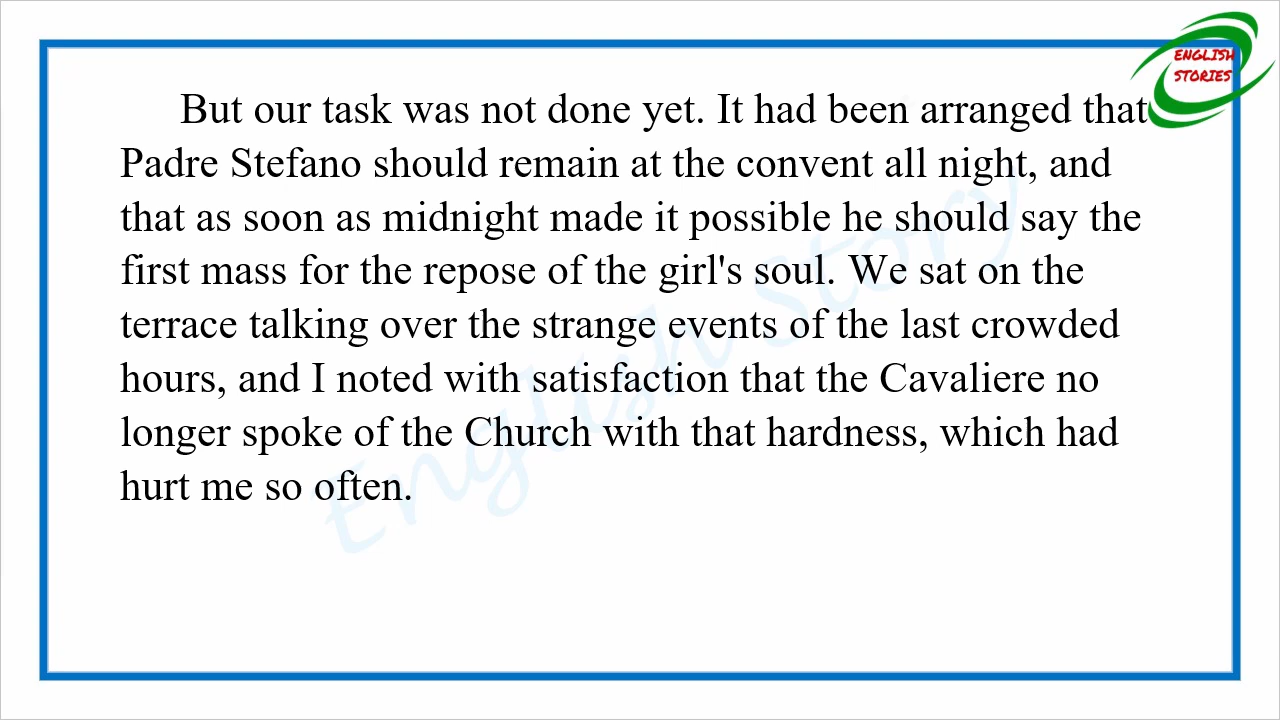 ENGLISH
STORIES
But our task was not done yet. It had been arranged that
Padre Stefano should remain at the convent all night, and
that as soon as midnight made it possible he should say the
first mass for the repose of the girl's soul. We sat on the
terrace talking over the strange events of the last crowded
hours, and I noted with satisfaction that the Cavaliere no
longer spoke of the Church with that hardness, which had
hurt me so often.
English Story